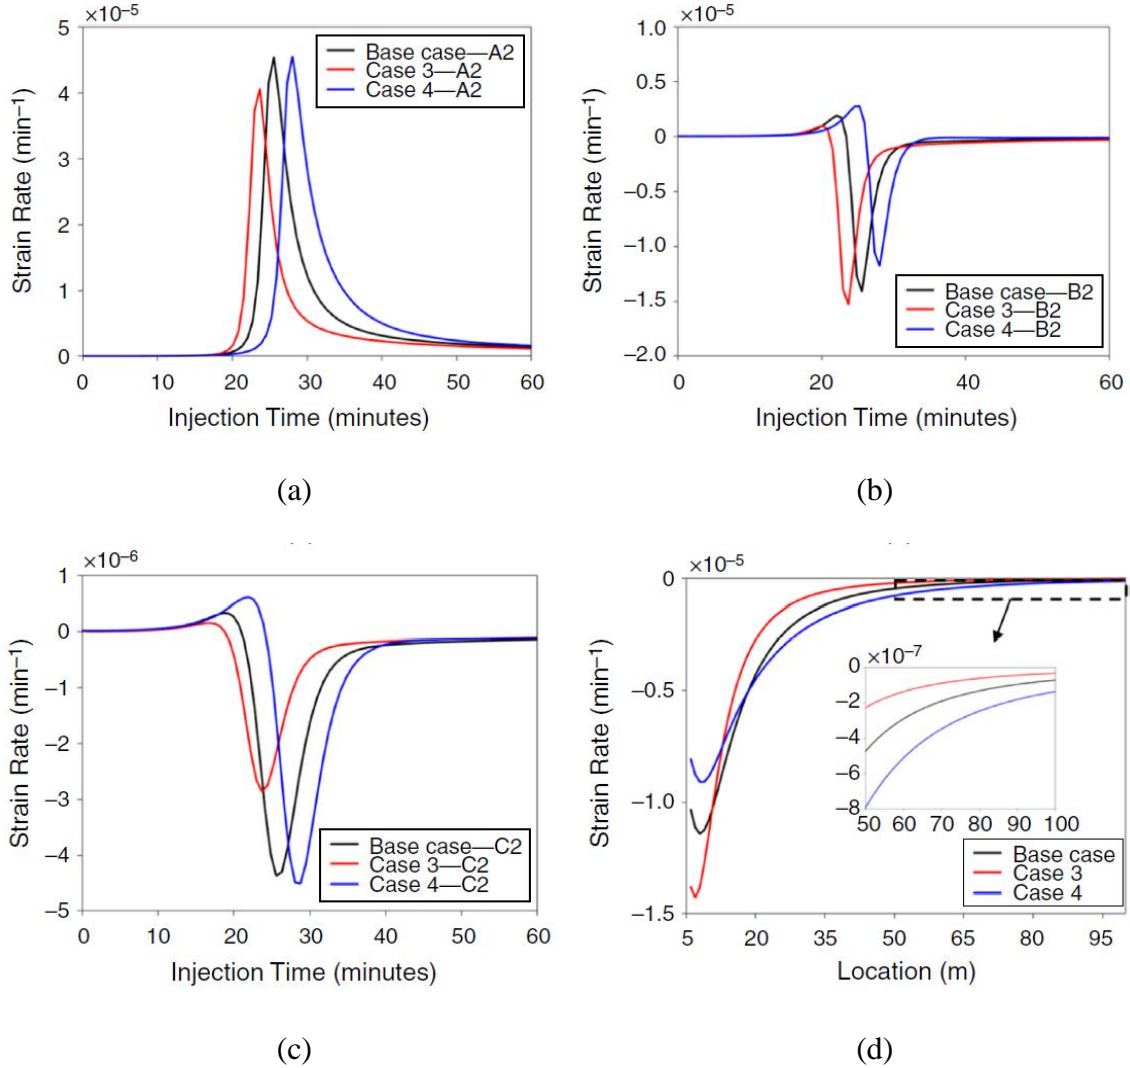 ×10⁻⁵
5
4
3
2
1
0
Strain Rate (min⁻¹)
Base case—A2
Case 3—A2
Case 4—A2
0 10 20 30 40 50 60
Injection Time (minutes)
(a)
×10⁻⁵
1.0
0.5
0
−0.5
−1.0
−1.5
−2.0
Strain Rate (min⁻¹)
Base case—B2
Case 3—B2
Case 4—B2
0 20 40 60
Injection Time (minutes)
(b)
×10⁻⁶
1
0
−1
−2
−3
−4
−5
Strain Rate (min⁻¹)
Base case—C2
Case 3—C2
Case 4—C2
0 10 20 30 40 50 60
Injection Time (minutes)
(c)
×10⁻⁵
0
−0.5
−1.0
−1.5
Strain Rate (min⁻¹)
0 ×10⁻⁷
−2
−4
−6
−8
50 60 70 80 90 100
Base case
Case 3
Case 4
5 20 35 50 65 80 95
Location (m)
(d)